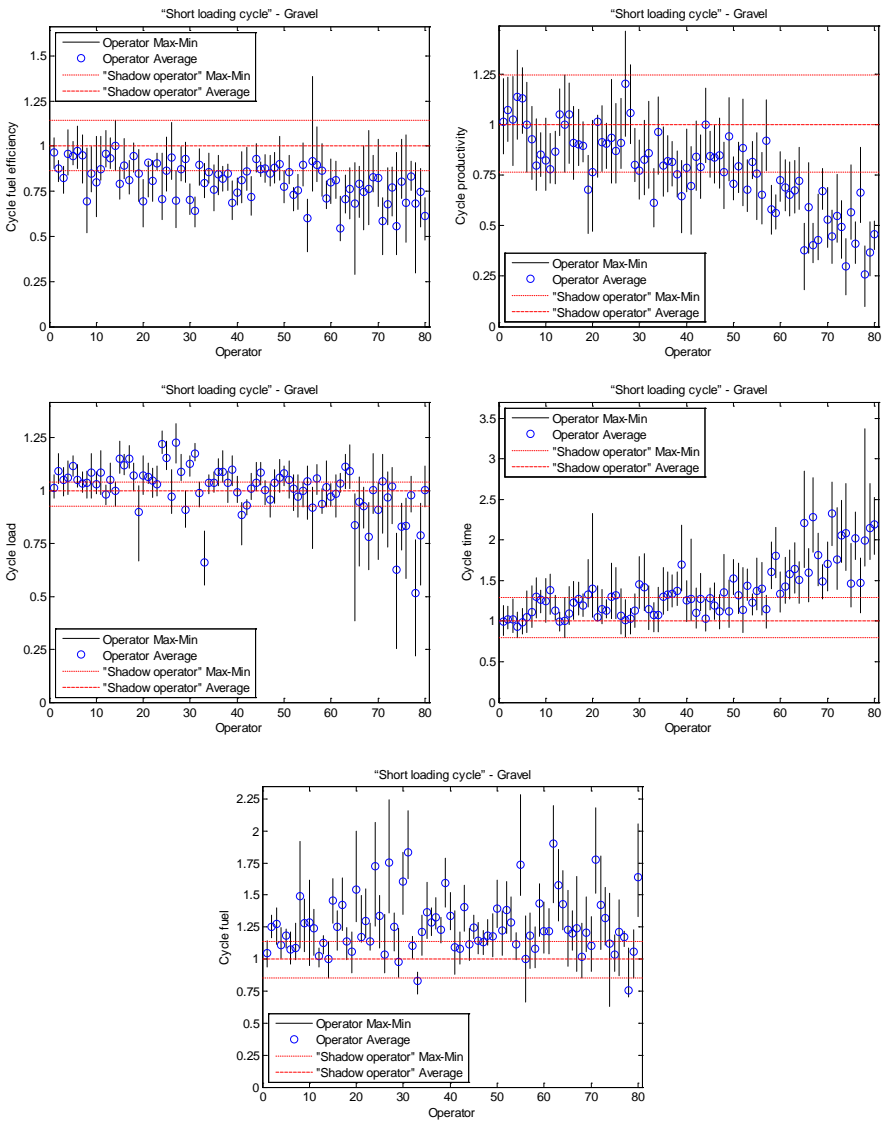 “Short loading cycle” - Gravel
1.5
1.25
1
0.75
0.5
0.25
0
0 10 20 30 40 50 60 70 80
Cycle fuel efficiency
Operator
Operator Max-Min
Operator Average
"Shadow operator" Max-Min
"Shadow operator" Average
“Short loading cycle” - Gravel
1.25
1
0.75
0.5
0.25
0
0 10 20 30 40 50 60 70 80
Cycle productivity
Operator
Operator Max-Min
Operator Average
"Shadow operator" Max-Min
"Shadow operator" Average
“Short loading cycle” - Gravel
1.25
1
0.75
0.5
0.25
0
0 10 20 30 40 50 60 70 80
Cycle load
Operator
Operator Max-Min
Operator Average
"Shadow operator" Max-Min
"Shadow operator" Average
“Short loading cycle” - Gravel
3.5
3
2.5
2
1.5
1
0.5
0
0 10 20 30 40 50 60 70 80
Cycle time
Operator
Operator Max-Min
Operator Average
"Shadow operator" Max-Min
"Shadow operator" Average
“Short loading cycle” - Gravel
2.25
2
1.75
1.5
1.25
1
0.75
0.5
0.25
0
0 10 20 30 40 50 60 70 80
Cycle fuel
Operator
Operator Max-Min
Operator Average
"Shadow operator" Max-Min
"Shadow operator" Average